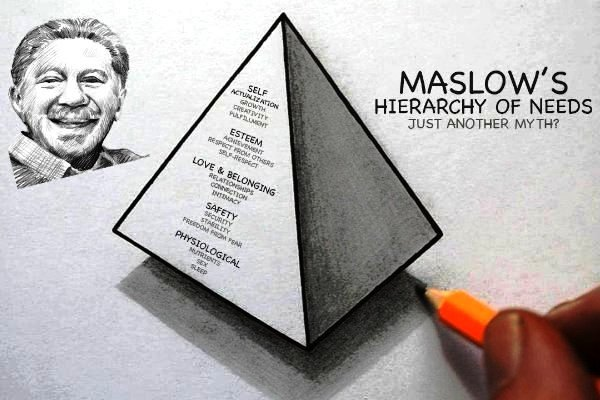 MASLOW'S
HIERARCHY OF NEEDS
JUST ANOTHER MYTH?
SELF
ACTUALIZATION
GROWTH
CREATIVITY
FULFILLMENT
ESTEEM
ACHIEVEMENT
RESPECT FROM OTHERS
SELF-RESPECT
LOVE & BELONGING
RELATIONSHIPS
CONNECTION
INTIMACY
SAFETY
SECURITY
STABILITY
FREEDOM FROM FEAR
PHYSIOLOGICAL
NUTRIENTS
SEX
SLEEP